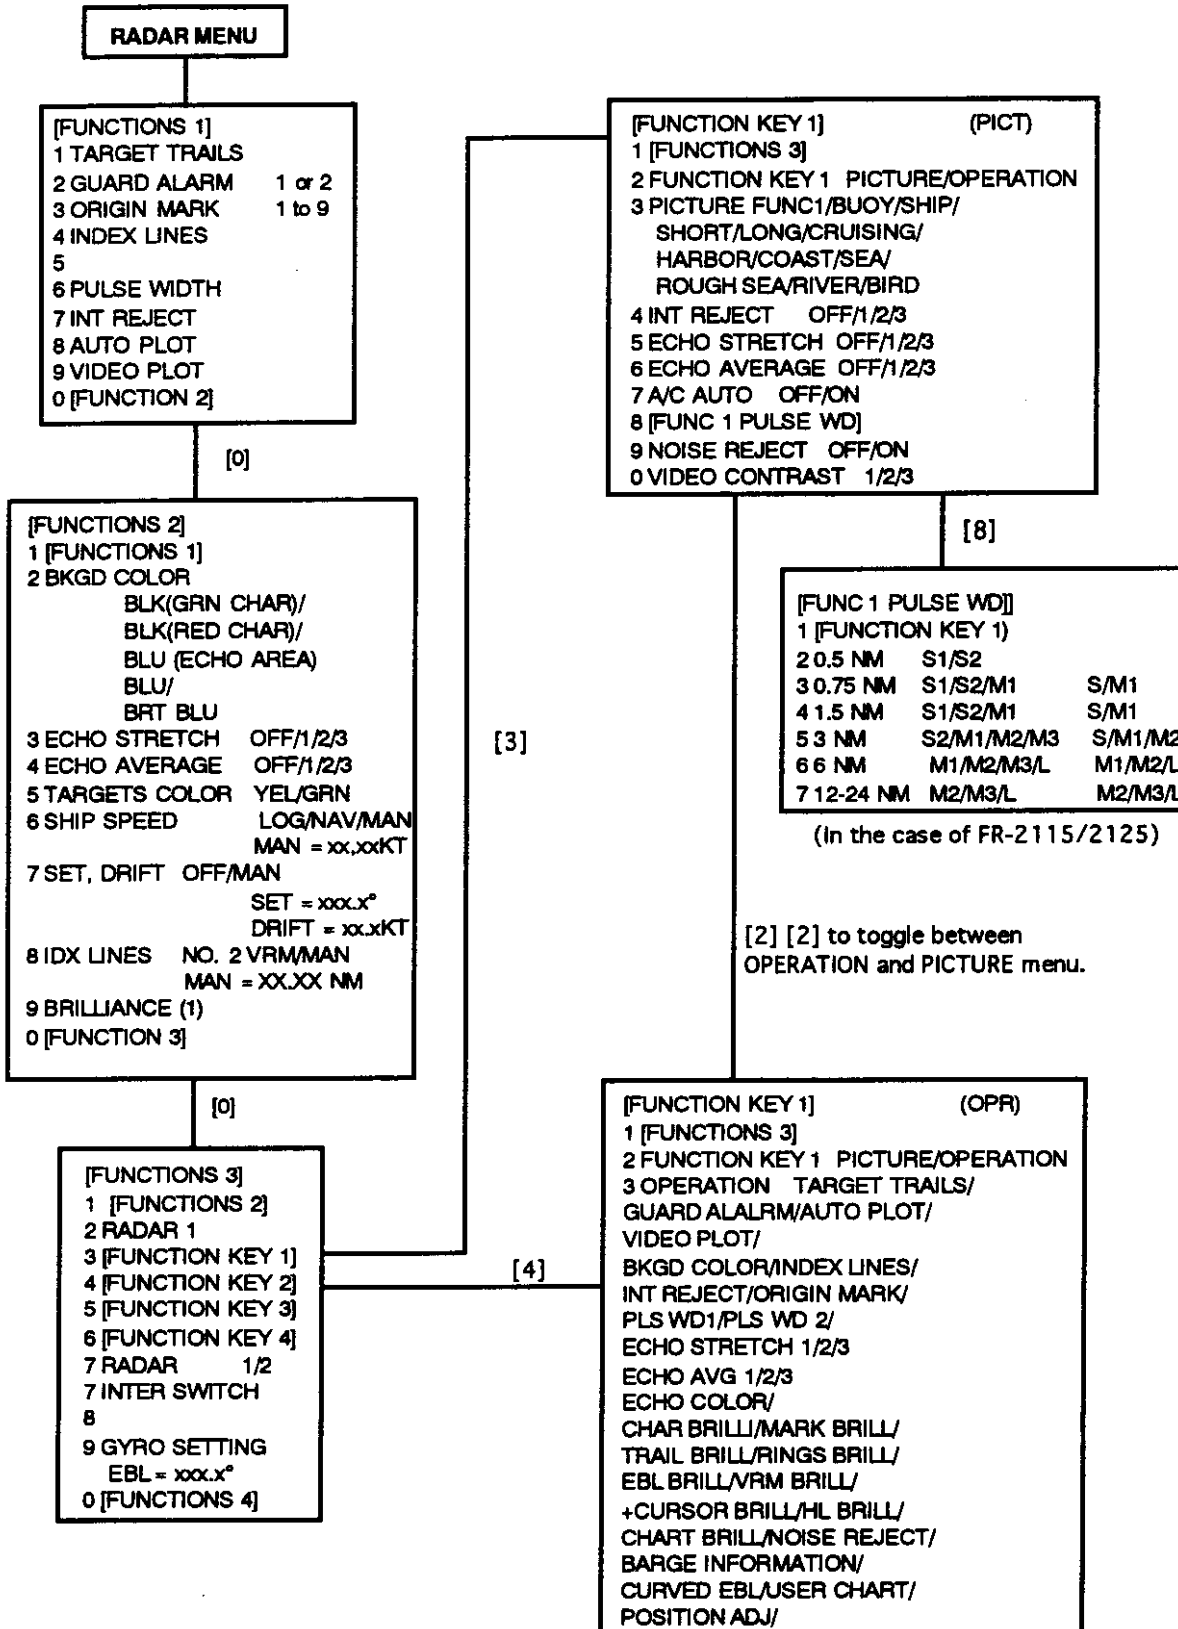 RADAR MENU
[FUNCTIONS 1]
1 TARGET TRAILS
2 GUARD ALARM 1 or 2
3 ORIGIN MARK 1 to 9
4 INDEX LINES
5
6 PULSE WIDTH
7 INT REJECT
8 AUTO PLOT
9 VIDEO PLOT
0 [FUNCTION 2]
[0]
[FUNCTIONS 2]
1 [FUNCTIONS 1]
2 BKGD COLOR
BLK(GRN CHAR)/
BLK(RED CHAR)/
BLU (ECHO AREA)
BLU/
BRT BLU
3 ECHO STRETCH OFF/1/2/3
4 ECHO AVERAGE OFF/1/2/3
5 TARGETS COLOR YEL/GRN
6 SHIP SPEED LOG/NAV/MAN
MAN = xx,xxKT
7 SET, DRIFT OFF/MAN
SET = xxx.x°
DRIFT = xx.xKT
8 IDX LINES NO. 2 VRM/MAN
MAN = XX.XX NM
9 BRILLIANCE (1)
0 [FUNCTION 3]
[0]
[FUNCTIONS 3]
1 [FUNCTIONS 2]
2 RADAR 1
3 [FUNCTION KEY 1]
4 [FUNCTION KEY 2]
5 [FUNCTION KEY 3]
6 [FUNCTION KEY 4]
7 RADAR 1/2
7 INTER SWITCH
8
9 GYRO SETTING
EBL = xxx.x°
0 [FUNCTIONS 4]
[3]
[4]
[FUNCTION KEY 1] (PICT)
1 [FUNCTIONS 3]
2 FUNCTION KEY 1 PICTURE/OPERATION
3 PICTURE FUNC1/BUOY/SHIP/
SHORT/LONG/CRUISING/
HARBOR/COAST/SEA/
ROUGH SEA/RIVER/BIRD
4 INT REJECT OFF/1/2/3
5 ECHO STRETCH OFF/1/2/3
6 ECHO AVERAGE OFF/1/2/3
7 A/C AUTO OFF/ON
8 [FUNC 1 PULSE WD]
9 NOISE REJECT OFF/ON
0 VIDEO CONTRAST 1/2/3
[8]
[FUNC 1 PULSE WD]]
1 [FUNCTION KEY 1)
2 0.5 NM S1/S2
3 0.75 NM S1/S2/M1 S/M1
4 1.5 NM S1/S2/M1 S/M1
5 3 NM S2/M1/M2/M3 S/M1/M2
6 6 NM M1/M2/M3/L M1/M2/L
7 12-24 NM M2/M3/L M2/M3/L
(In the case of FR-2115/2125)
[2] [2] to toggle between
OPERATION and PICTURE menu.
[FUNCTION KEY 1] (OPR)
1 [FUNCTIONS 3]
2 FUNCTION KEY 1 PICTURE/OPERATION
3 OPERATION TARGET TRAILS/
GUARD ALALRM/AUTO PLOT/
VIDEO PLOT/
BKGD COLOR/INDEX LINES/
INT REJECT/ORIGIN MARK/
PLS WD1/PLS WD 2/
ECHO STRETCH 1/2/3
ECHO AVG 1/2/3
ECHO COLOR/
CHAR BRILLI/MARK BRILL/
TRAIL BRILL/RINGS BRILL/
EBL BRILL/VRM BRILL/
+CURSOR BRILL/HL BRILL/
CHART BRILL/NOISE REJECT/
BARGE INFORMATION/
CURVED EBL/USER CHART/
POSITION ADJ/